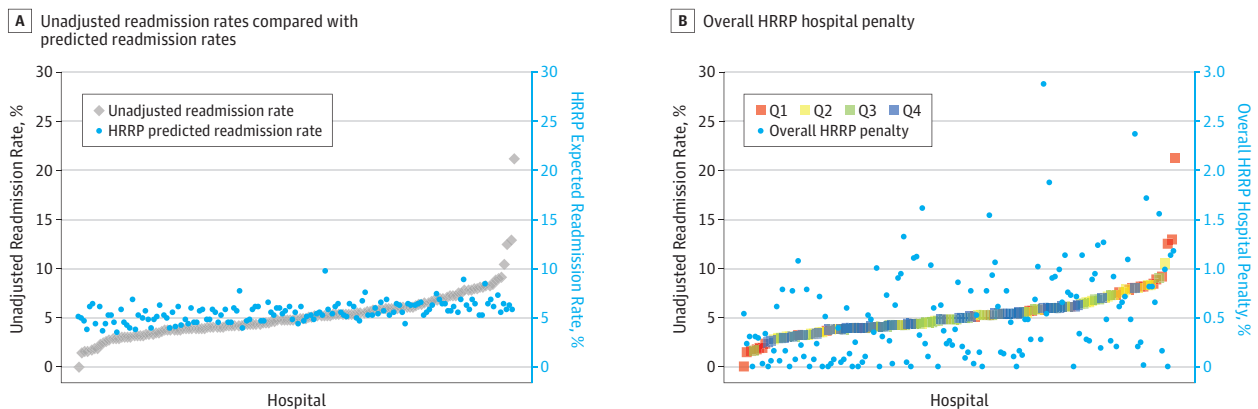 A Unadjusted readmission rates compared with
predicted readmission rates
Unadjusted Readmission Rate, %
30
25
20
15
10
5
0
Unadjusted readmission rate
HRRP predicted readmission rate
30
25
20
15
10
5
0
HRRP Expected Readmission Rate, %
Hospital
B Overall HRRP hospital penalty
Unadjusted Readmission Rate, %
30
25
20
15
10
5
0
Q1 Q2 Q3 Q4
Overall HRRP penalty
3.0
2.5
2.0
1.5
1.0
0.5
0
Overall HRRP Hospital Penalty, %
Hospital